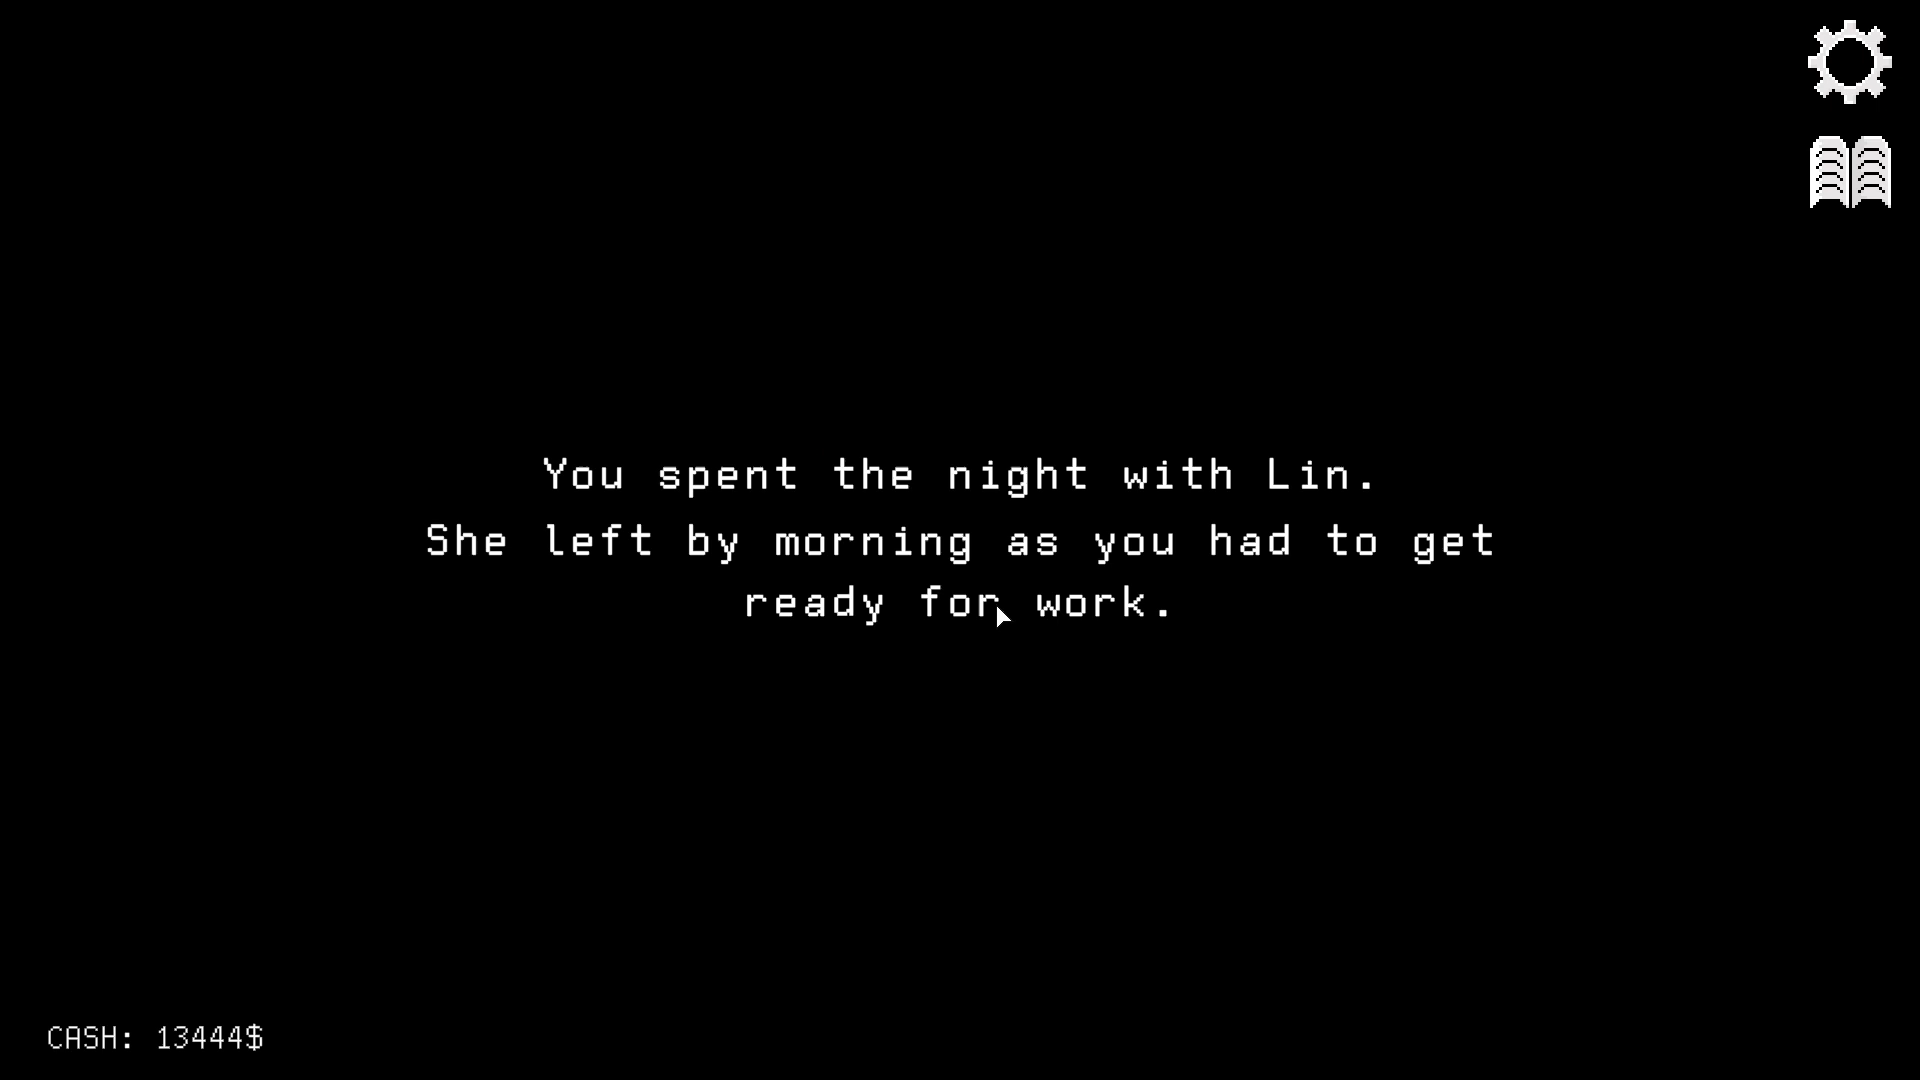 You spent the night with Lin.
She left by morning as you had to get
ready for work.
CASH: 13444$